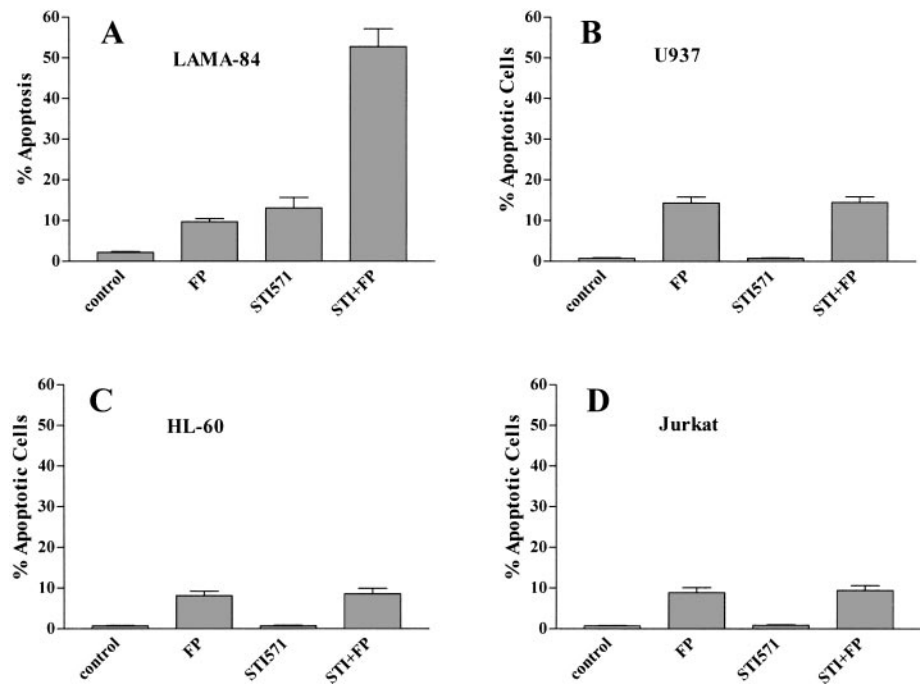 A
LAMA-84
% Apoptosis
60
50
40
30
20
10
0
control
FP
STI571
STI+FP
B
U937
% Apoptotic Cells
60
50
40
30
20
10
0
control
FP
STI571
STI+FP
C
HL-60
% Apoptotic Cells
60
50
40
30
20
10
0
control
FP
STI571
STI+FP
D
Jurkat
% Apoptotic Cells
60
50
40
30
20
10
0
control
FP
STI571
STI+FP